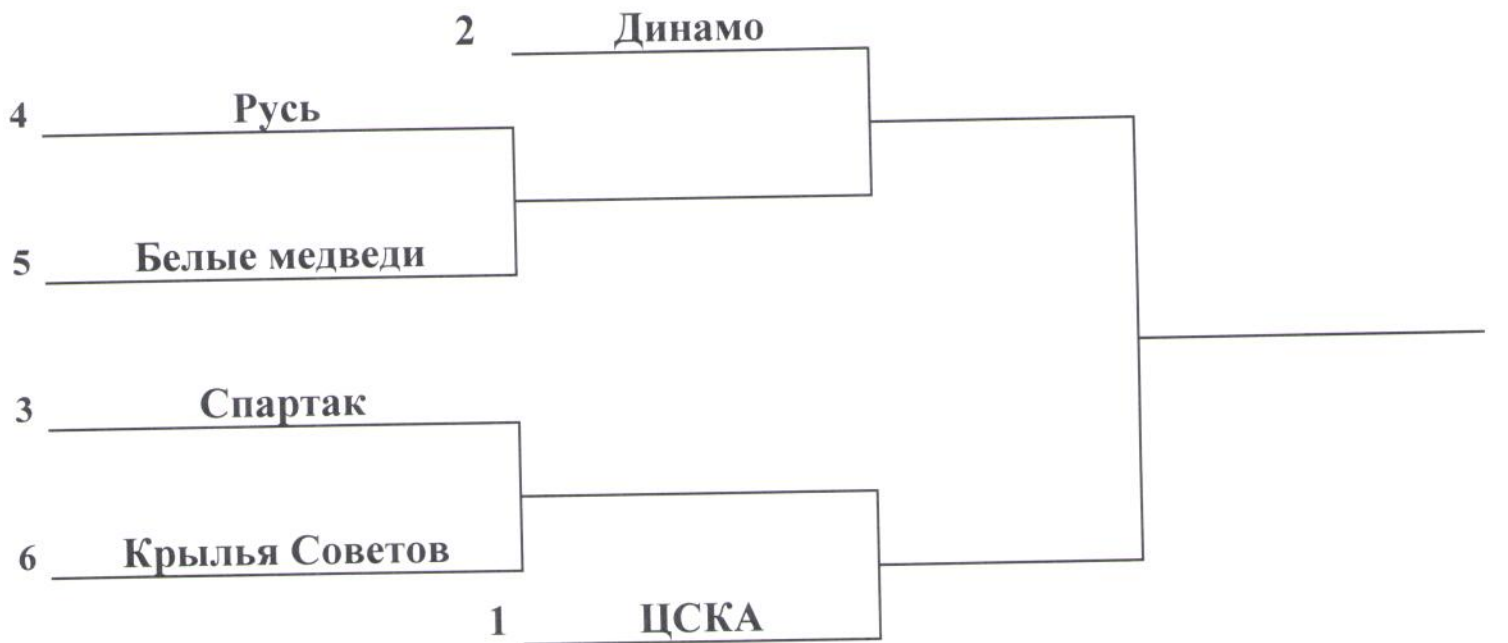 2 Динамо
4 Русь
5 Белые медведи
3 Спартак
6 Крылья Советов
1 ЦСКА